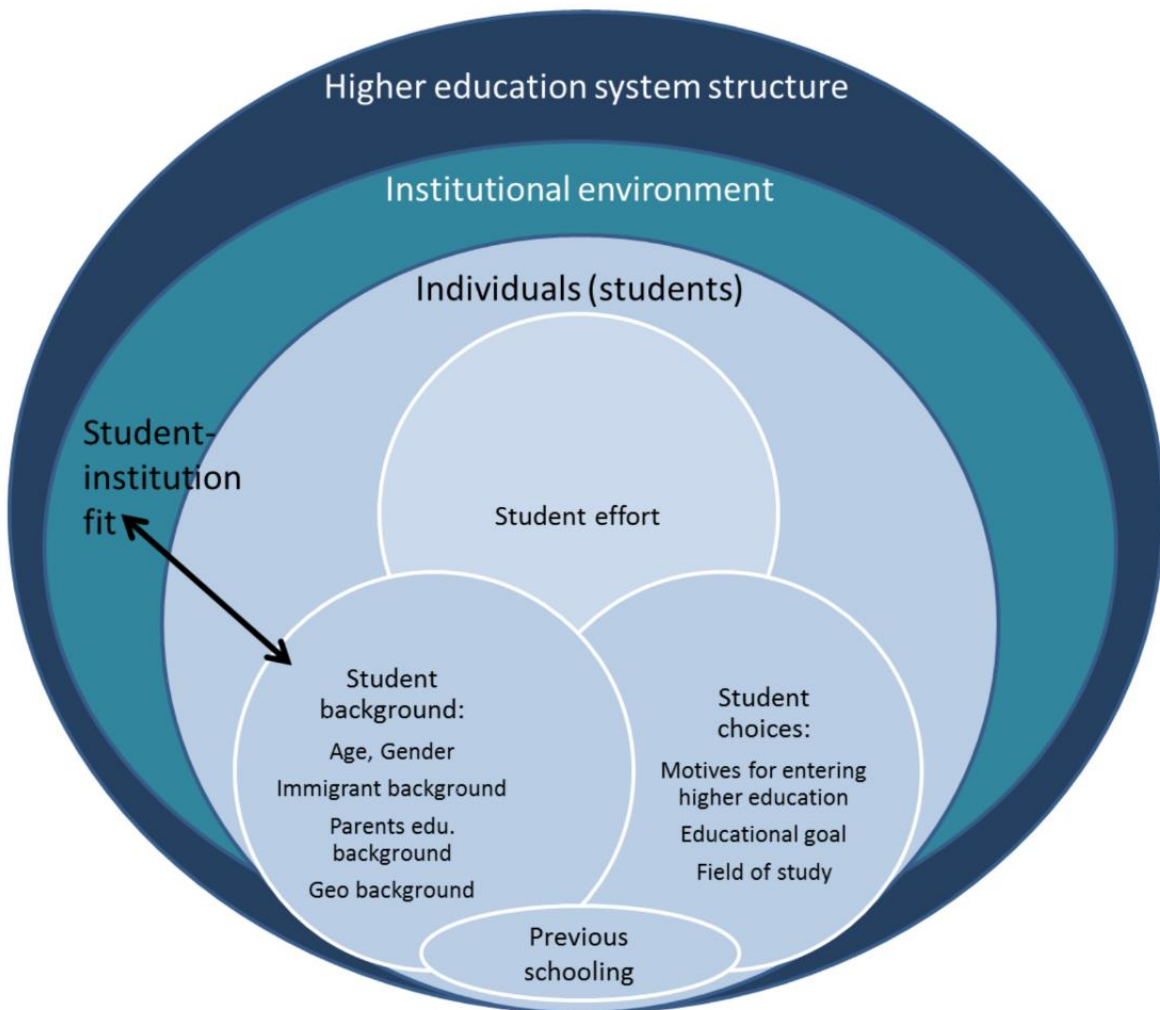 Higher education system structure
Institutional environment
Individuals (students)
Student-
institution
fit
Student effort
Student
background:
Age, Gender
Immigrant background
Parents edu.
background
Geo background
Student
choices:
Motives for entering
higher education
Educational goal
Field of study
Previous
schooling